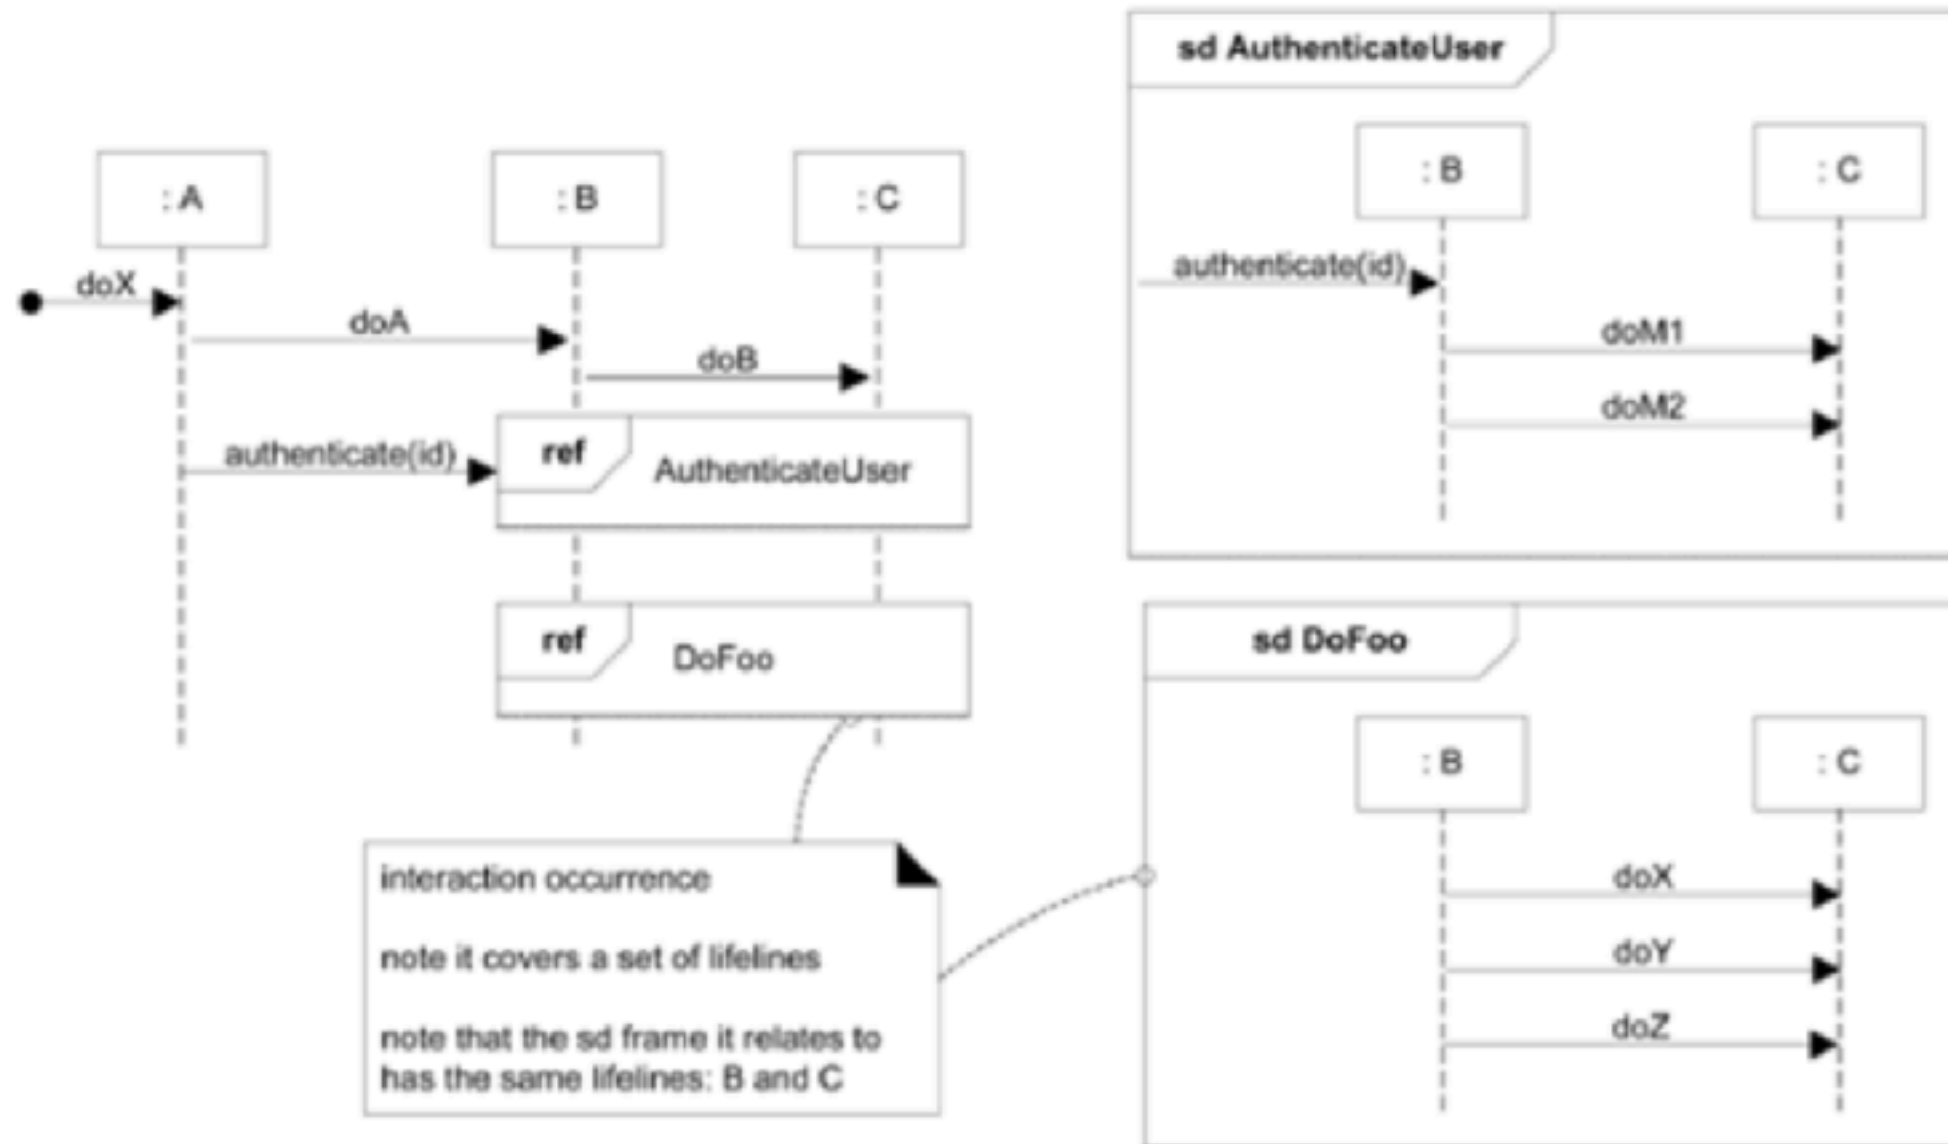 : A
: B
: C
doX
doA
doB
authenticate(id)
ref
AuthenticateUser
ref
DoFoo
interaction occurrence
note it covers a set of lifelines
note that the sd frame it relates to
has the same lifelines: B and C
sd AuthenticateUser
: B
: C
authenticate(id)
doM1
doM2
sd DoFoo
: B
: C
doX
doY
doZ